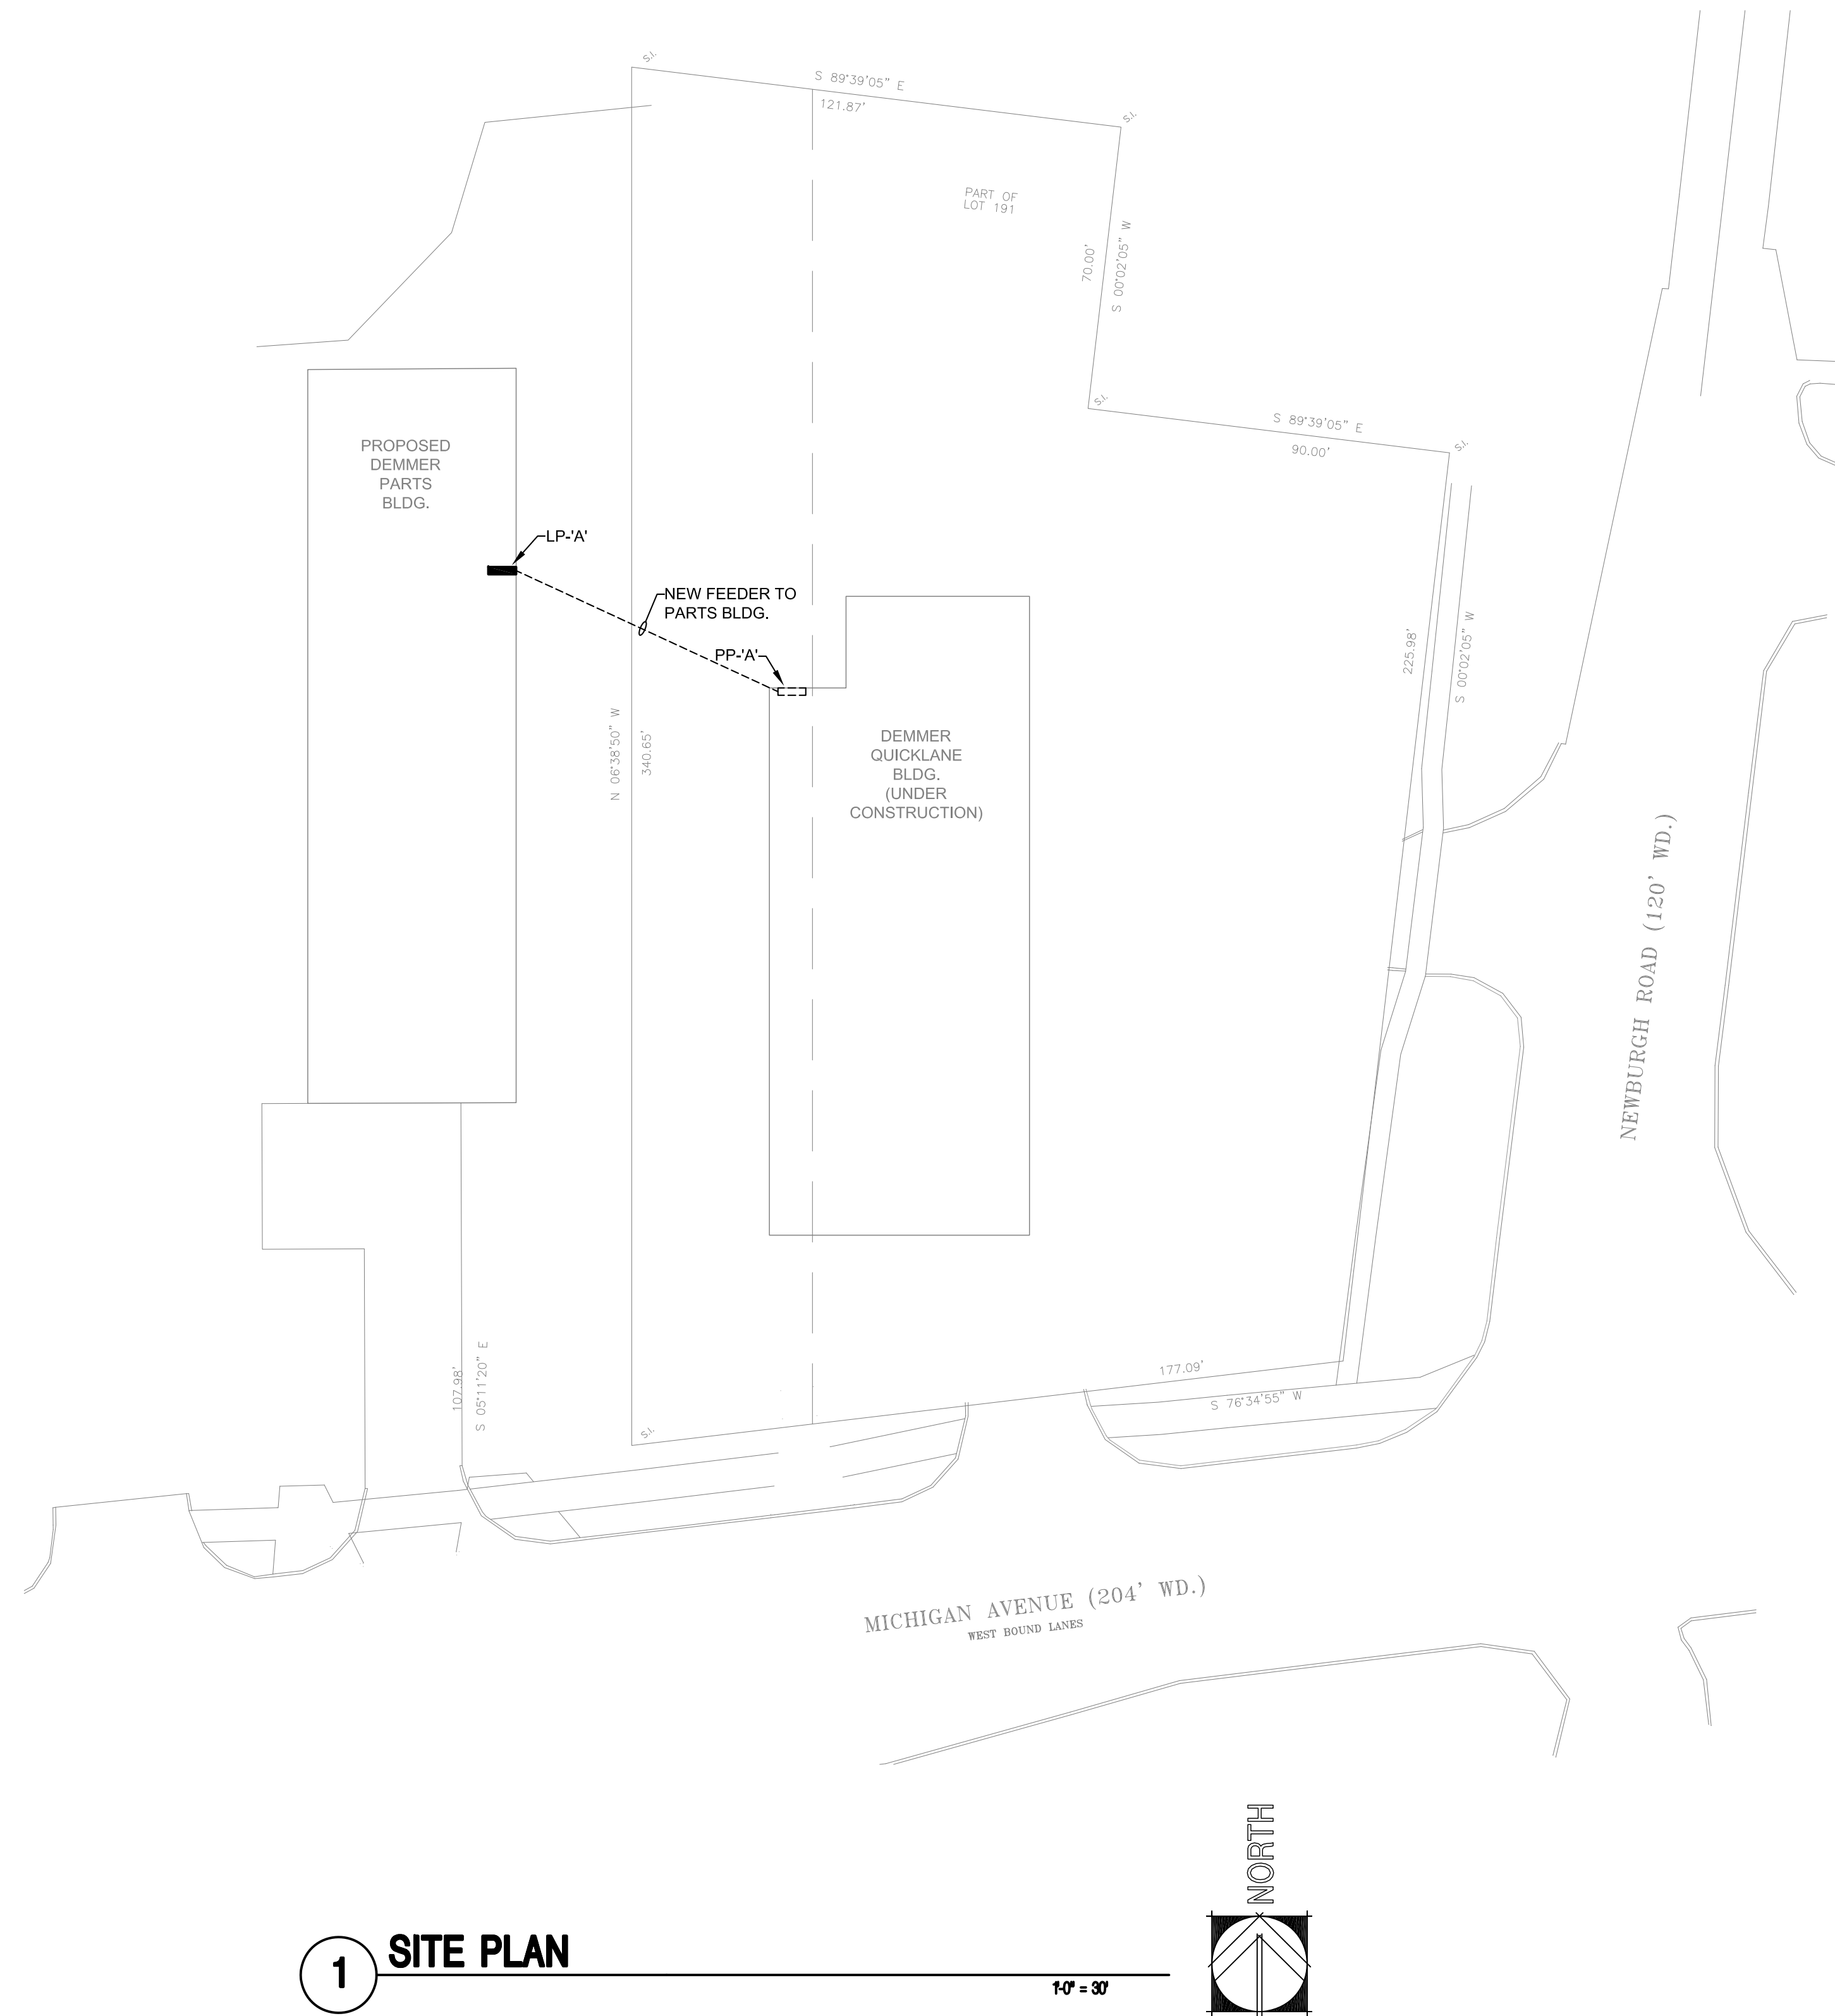 S.I.
S 89°39'05" E
121.87'
S.I.
PART OF
LOT 191
70.00'
S 00°02'05" W
S.I.
S 89°39'05" E
90.00'
S.I.
PROPOSED
DEMMER
PARTS
BLDG.
LP-'A'
NEW FEEDER TO
PARTS BLDG.
PP-'A'
225.98'
S 00°02'05" W
N 06°38'50" W
340.65'
DEMMER
QUICKLANE
BLDG.
(UNDER
CONSTRUCTION)
NEWBURGH ROAD (120' WD.)
107.98'
S 05°11'20" E
177.09'
S 76°34'55" W
S.I.
MICHIGAN AVENUE (204' WD.)
WEST BOUND LANES
NORTH
1 SITE PLAN
1'-0" = 30'